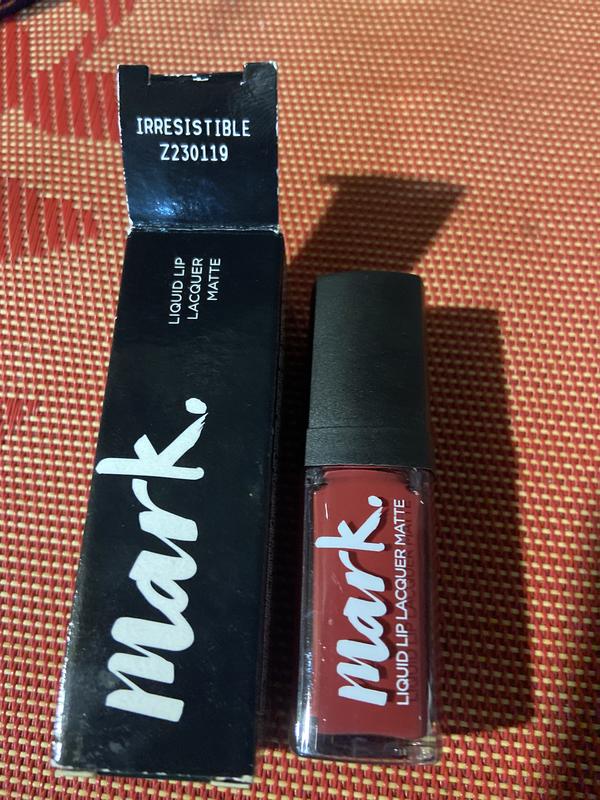 IRRESISTIBLE
Z230119
LIQUID LIP
LACQUER
MATTE
mark.
mark.
LIQUID LIP LACQUER MATTE